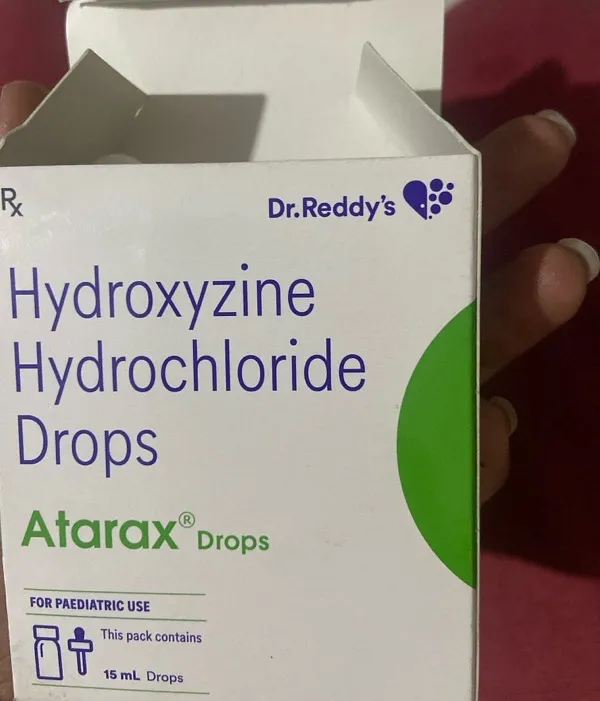 Rx
Dr.Reddy's
Hydroxyzine
Hydrochloride
Drops
Atarax® Drops
FOR PAEDIATRIC USE
This pack contains
15 mL Drops